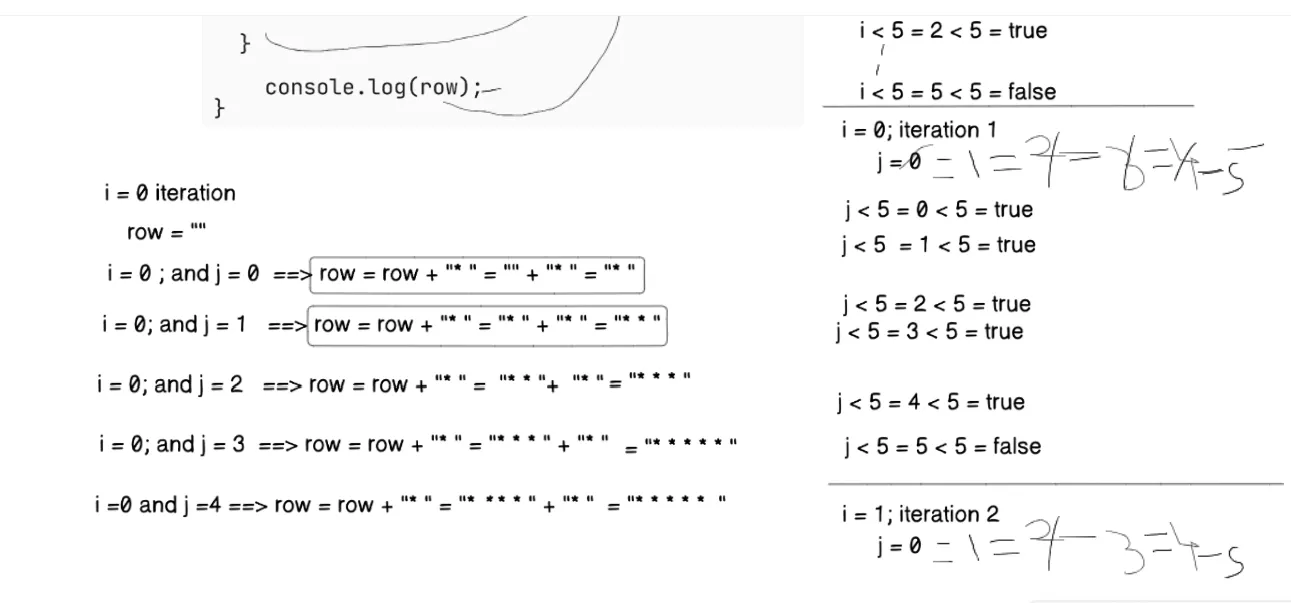 }
console.log(row);
}
i = 0 iteration
row = ""
i = 0 ; and j = 0 ==> row = row + "* " = "" + "* " = "* "
i = 0; and j = 1 ==> row = row + "* " = "* " + "* " = "* * "
i = 0; and j = 2 ==> row = row + "* " = "* * "+ "* " = "* * * "
i = 0; and j = 3 ==> row = row + "* " = "* * * " + "* " = "* * * * * "
i =0 and j =4 ==> row = row + "* " = "* * * * " + "* " = "* * * * * "
i < 5 = 2 < 5 = true
i < 5 = 5 < 5 = false
i = 0; iteration 1
j = 0 = 1 =
j < 5 = 0 < 5 = true
j < 5 = 1 < 5 = true
j < 5 = 2 < 5 = true
j < 5 = 3 < 5 = true
j < 5 = 4 < 5 = true
j < 5 = 5 < 5 = false
i = 1; iteration 2
j = 0 = 1 = 2 - 3 = 4 - 5